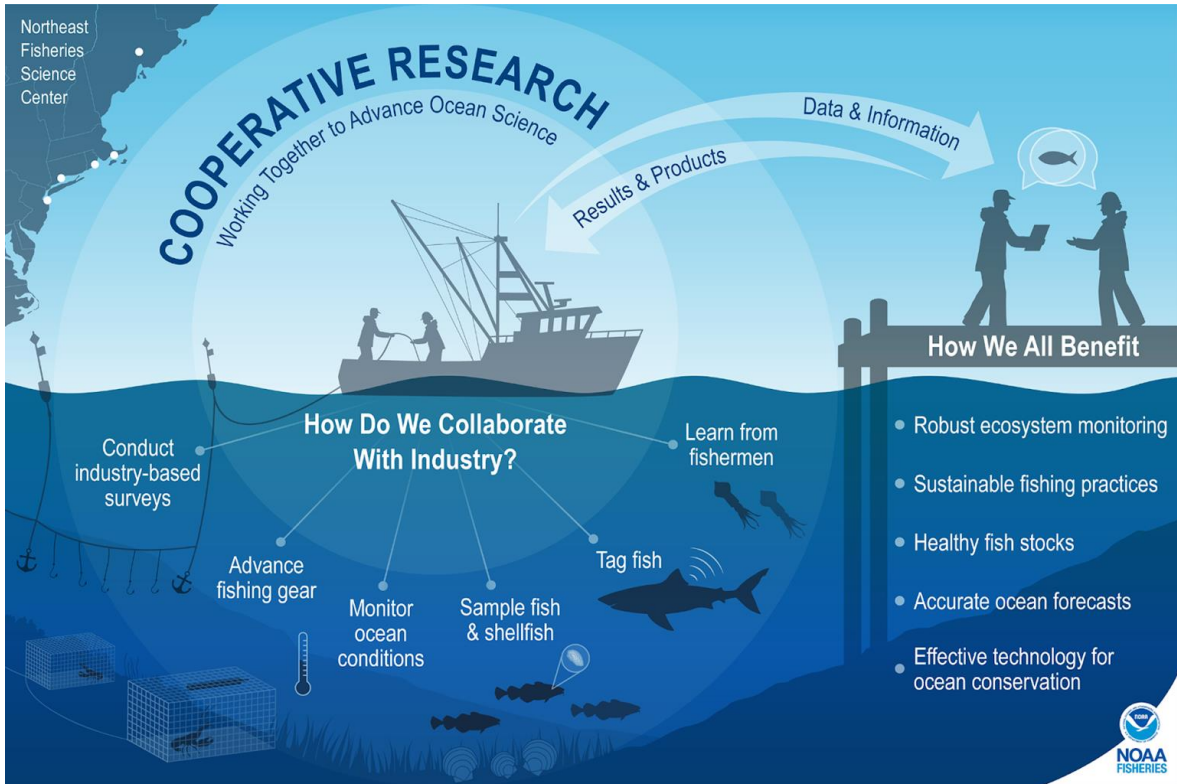 Northeast
Fisheries
Science
Center
COOPERATIVE RESEARCH
Working Together to Advance Ocean Science
Data & Information
Results & Products
How We All Benefit
How Do We Collaborate
With Industry?
Conduct
industry-based
surveys
Advance
fishing gear
Monitor
ocean
conditions
Sample fish
& shellfish
Tag fish
Learn from
fishermen
Robust ecosystem monitoring
Sustainable fishing practices
Healthy fish stocks
Accurate ocean forecasts
Effective technology for
ocean conservation
NOAA
NOAA
FISHERIES